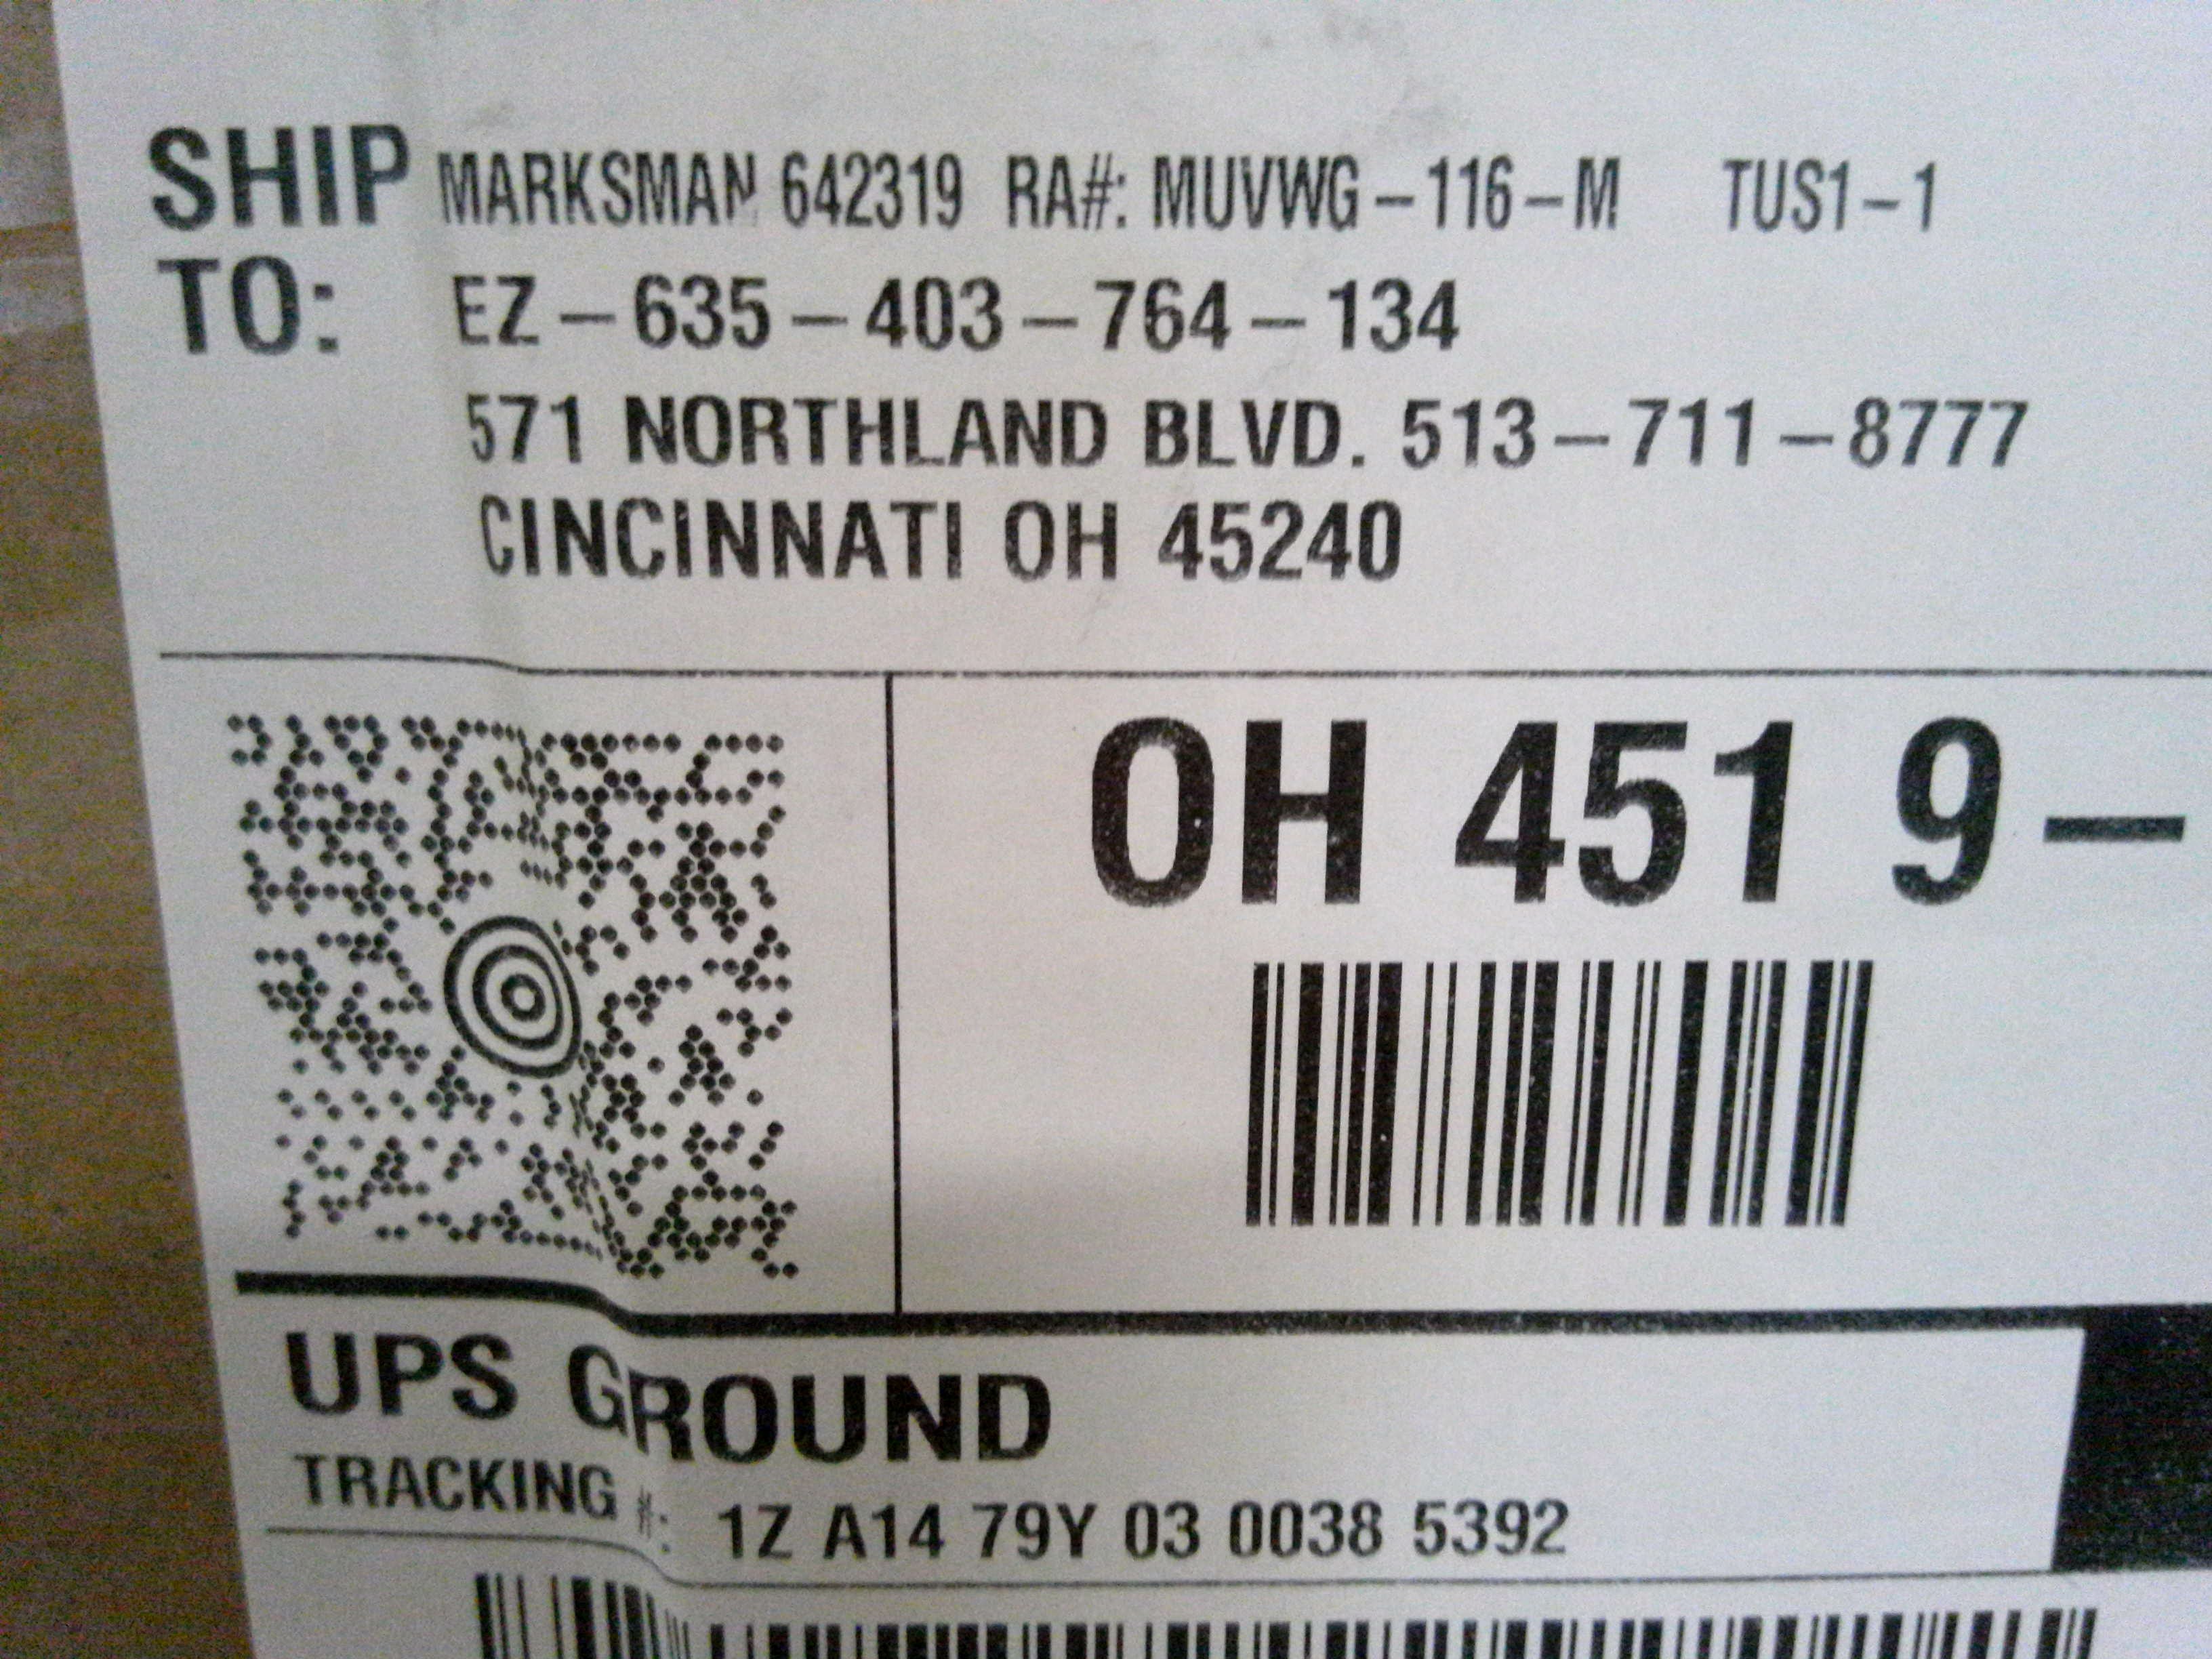 SHIP MARKSMAN 642319 RA#: MUVWG-116-M TUS1-1
TO: EZ-635-403-764-134
571 NORTHLAND BLVD. 513-711-8777
CINCINNATI OH 45240
OH 451 9-
UPS GROUND
TRACKING #: 1Z A14 79Y 03 0038 5392